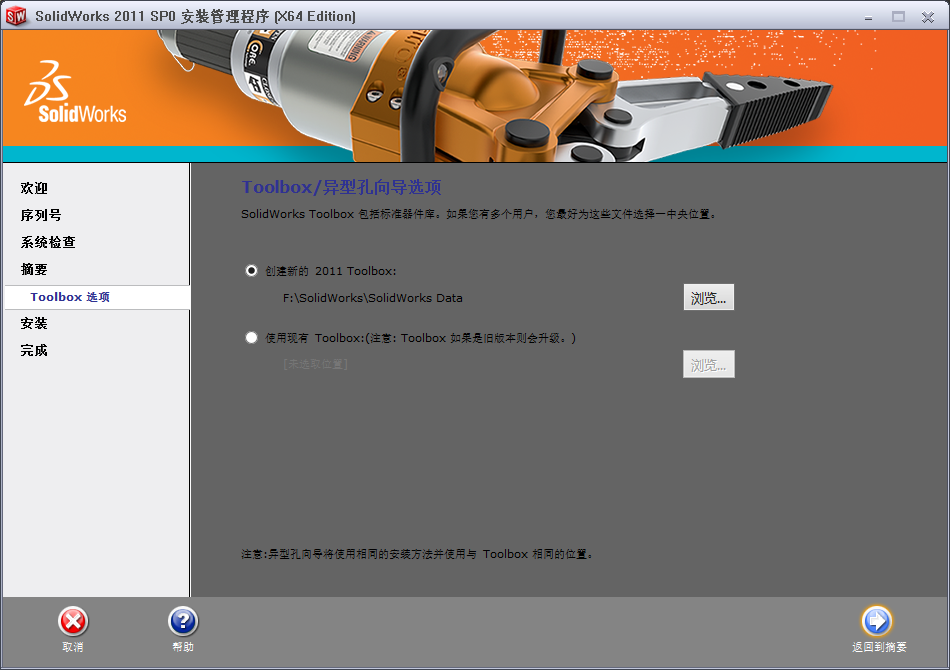 SolidWorks 2011 SP0 安装管理程序 (X64 Edition)
SolidWorks
欢迎
序列号
系统检查
摘要
Toolbox 选项
安装
完成
Toolbox/异型孔向导选项
SolidWorks Toolbox 包括标准器件库。如果您有多个用户，您最好为这些文件选择一中央位置。
创建新的 2011 Toolbox:
F:\SolidWorks\SolidWorks Data
浏览...
使用现有 Toolbox:(注意: Toolbox 如果是旧版本则会升级。)
[未选取位置]
浏览...
注意:异型孔向导将使用相同的安装方法并使用与 Toolbox 相同的位置。
取消
帮助
返回到摘要